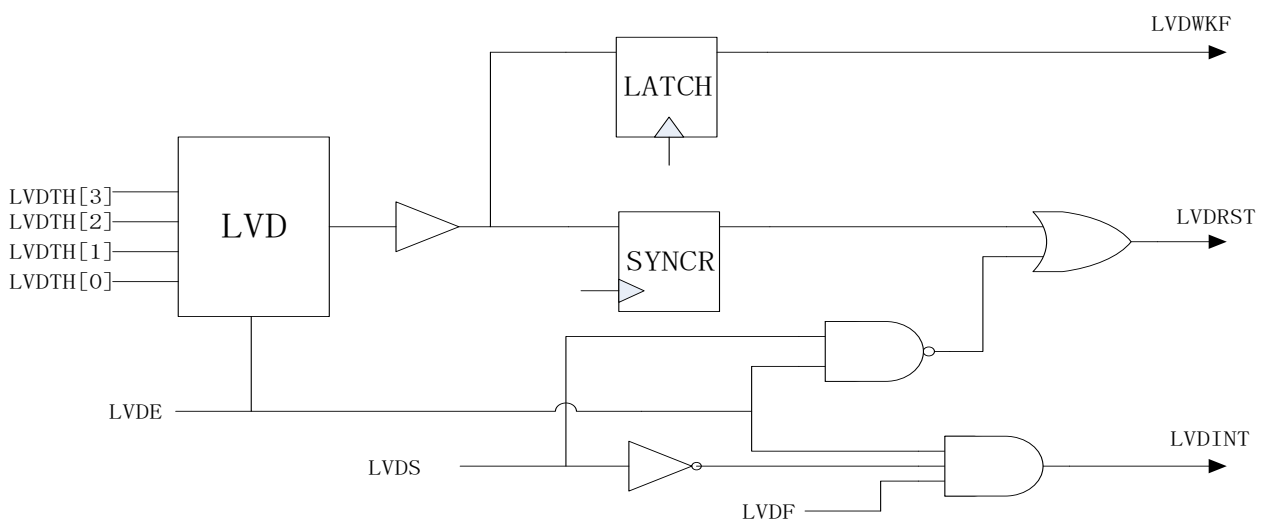 LVDWKF
LATCH
LVDTH[3]
LVDTH[2]
LVDTH[1]
LVDTH[0]
LVD
SYNCR
LVDRST
LVDE
LVDS
LVDINT
LVDF